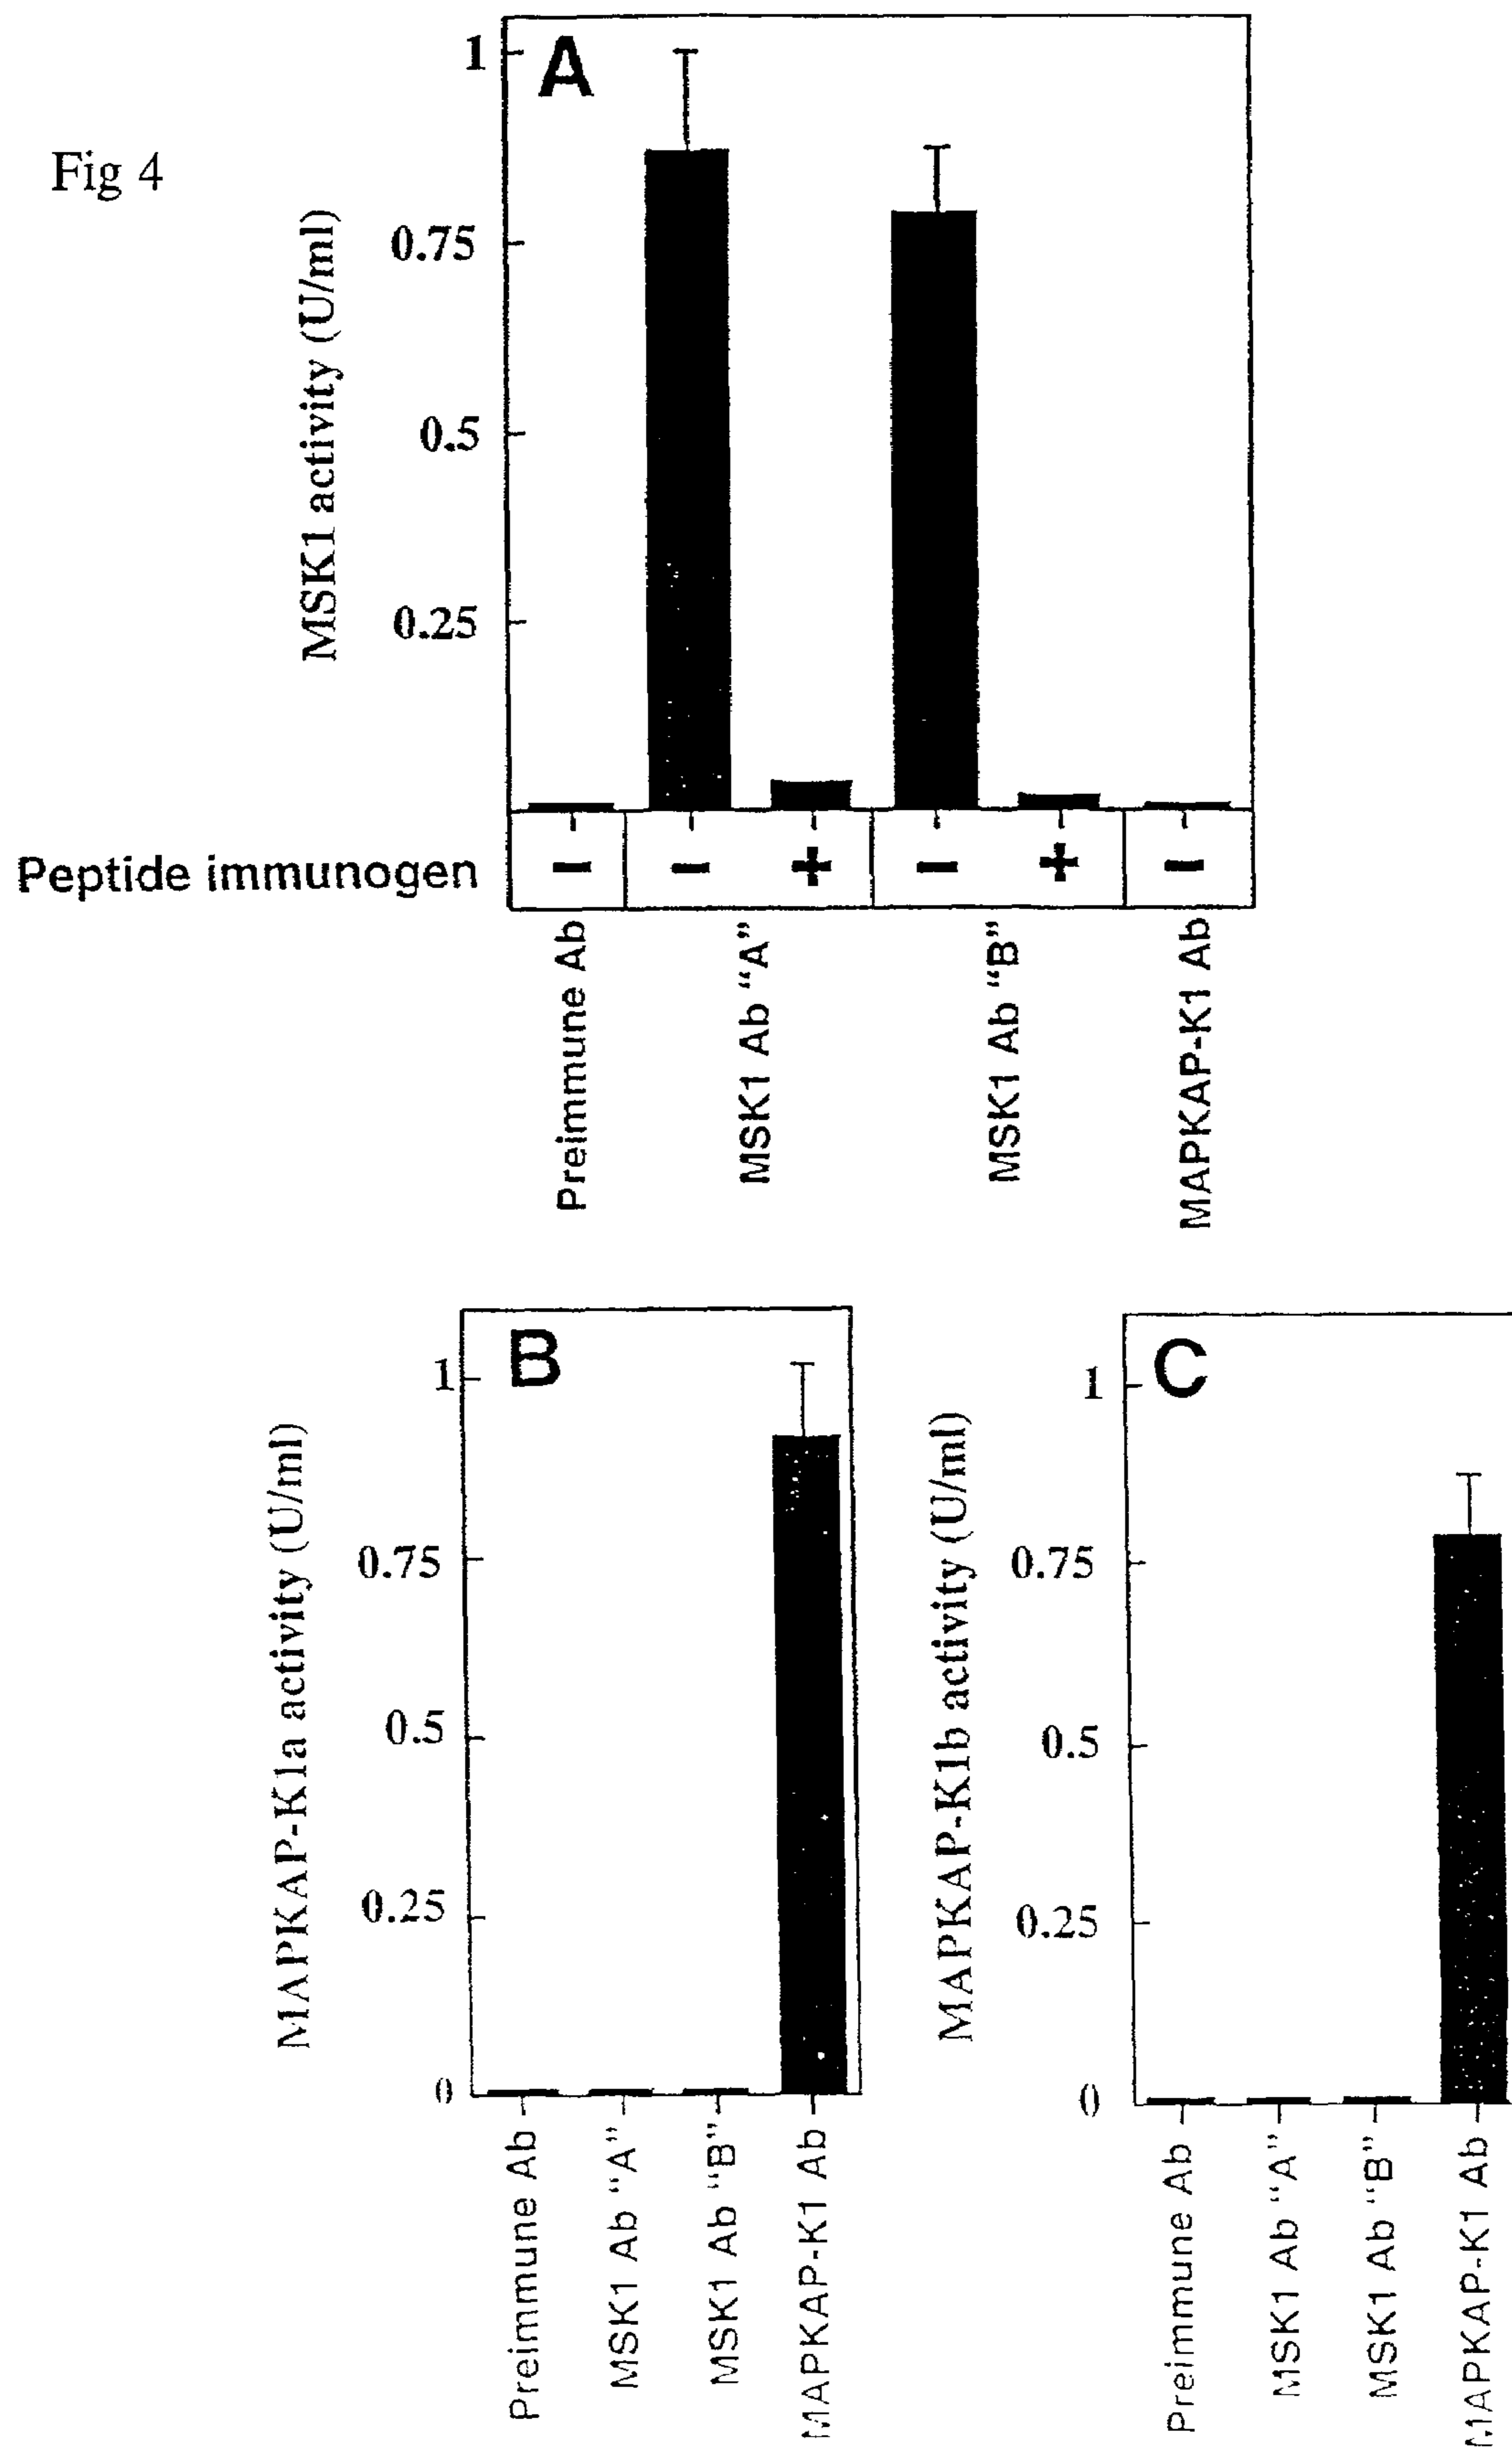 Fig 4
A
MSK1 activity (U/ml)
1
0.75
0.5
0.25
Peptide immunogen
– – + – + –
Preimmune Ab
MSK1 Ab “A”
MSK1 Ab “B”
MAPKAP-K1 Ab
B
MAPKAP-K1a activity (U/ml)
1
0.75
0.5
0.25
0
Preimmune Ab
MSK1 Ab “A”
MSK1 Ab “B”
MAPKAP-K1 Ab
C
MAPKAP-K1b activity (U/ml)
1
0.75
0.5
0.25
0
Preimmune Ab
MSK1 Ab “A”
MSK1 Ab “B”
MAPKAP-K1 Ab